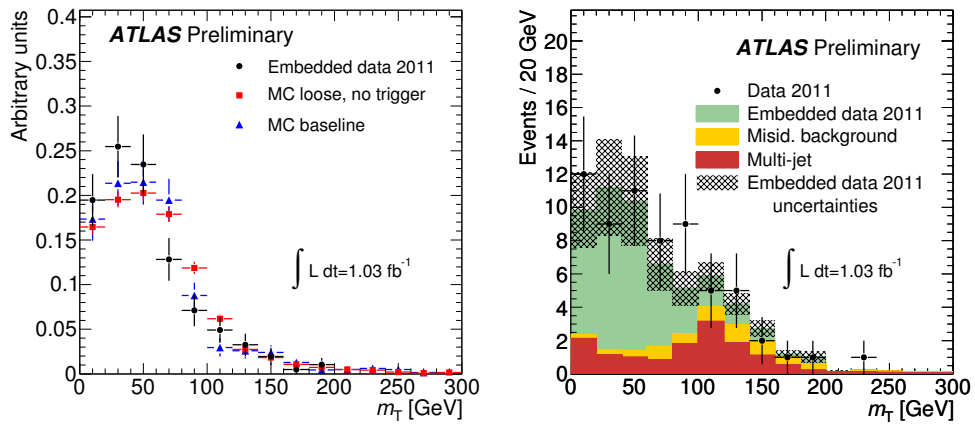 ATLAS Preliminary
Embedded data 2011
MC loose, no trigger
MC baseline
∫ L dt=1.03 fb⁻¹
Arbitrary units
0.4
0.35
0.3
0.25
0.2
0.15
0.1
0.05
0
0 50 100 150 200 250 300
m_T [GeV]
ATLAS Preliminary
Data 2011
Embedded data 2011
Misid. background
Multi-jet
Embedded data 2011
uncertainties
∫ L dt=1.03 fb⁻¹
Events / 20 GeV
20
18
16
14
12
10
8
6
4
2
0
0 50 100 150 200 250 300
m_T [GeV]